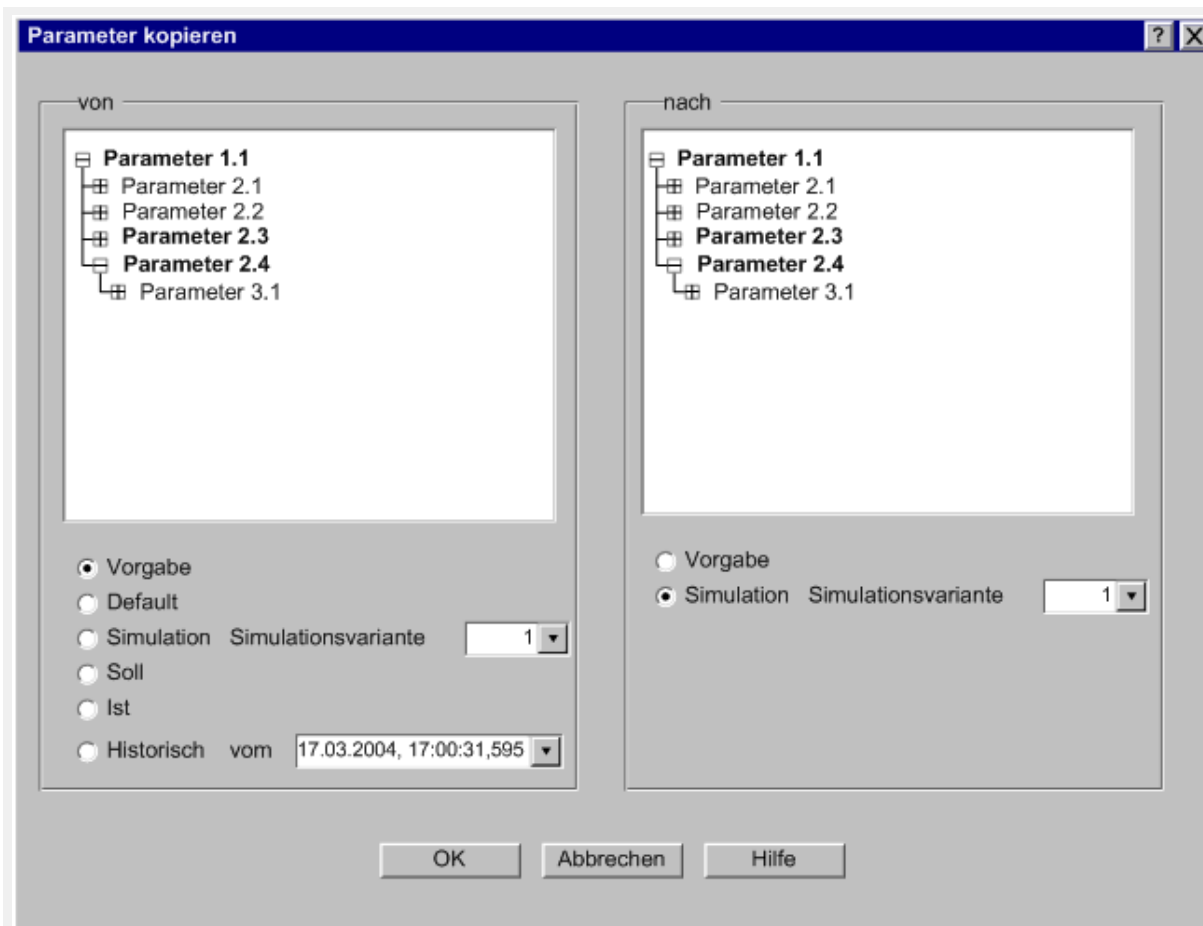 Parameter kopieren
?
X
von
Parameter 1.1
Parameter 2.1
Parameter 2.2
Parameter 2.3
Parameter 2.4
Parameter 3.1
Vorgabe
Default
Simulation Simulationsvariante 1
Soll
Ist
Historisch vom 17.03.2004, 17:00:31,595
nach
Parameter 1.1
Parameter 2.1
Parameter 2.2
Parameter 2.3
Parameter 2.4
Parameter 3.1
Vorgabe
Simulation Simulationsvariante 1
OK
Abbrechen
Hilfe